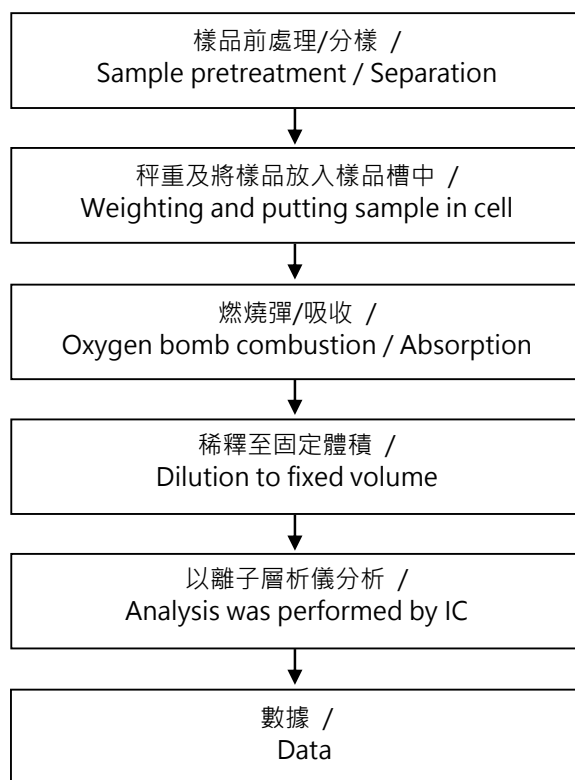 樣品前處理/分樣 /
Sample pretreatment / Separation
秤重及將樣品放入樣品槽中 /
Weighting and putting sample in cell
燃燒彈/吸收 /
Oxygen bomb combustion / Absorption
稀釋至固定體積 /
Dilution to fixed volume
以離子層析儀分析 /
Analysis was performed by IC
數據 /
Data